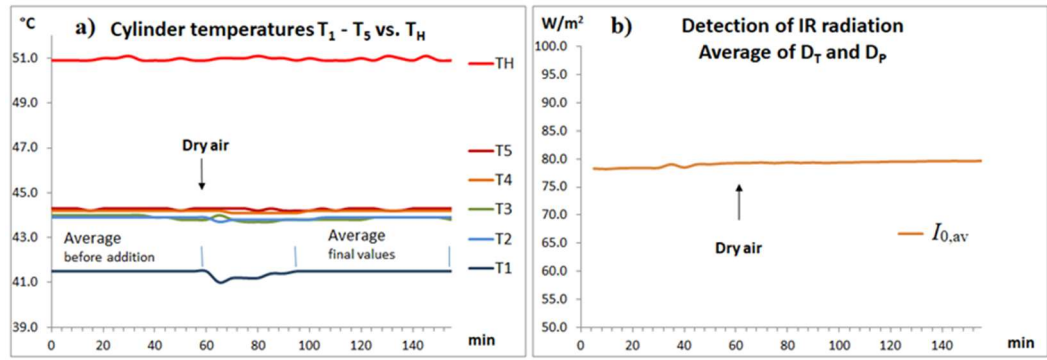 °C
a) Cylinder temperatures T1 - T5 vs. TH
51.0
49.0
47.0
45.0
43.0
41.0
39.0
Dry air
Average
before addition
Average
final values
TH
T5
T4
T3
T2
T1
0 20 40 60 80 100 120 140
min
W/m²
b) Detection of IR radiation
Average of DT and DP
100.0
95.0
90.0
85.0
80.0
75.0
70.0
65.0
60.0
55.0
50.0
Dry air
I0,av
0 20 40 60 80 100 120 140
min